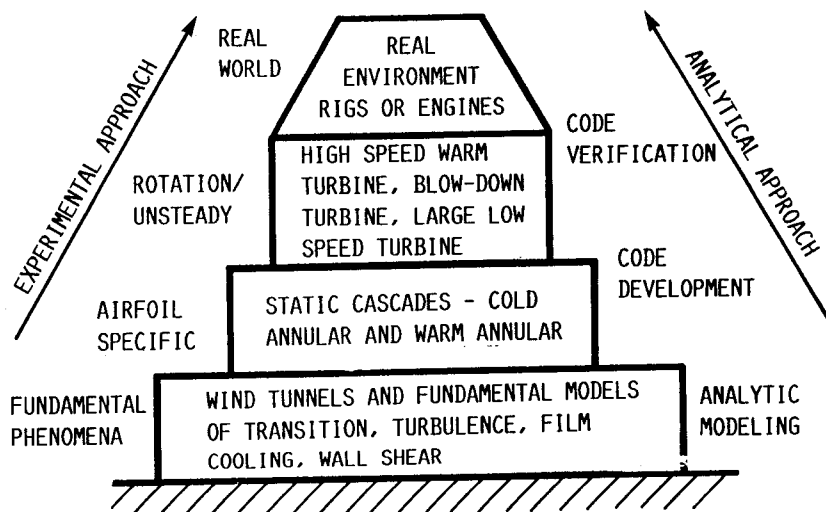 REAL
WORLD
REAL
ENVIRONMENT
RIGS OR ENGINES
EXPERIMENTAL APPROACH
ANALYTICAL APPROACH
CODE
VERIFICATION
ROTATION/
UNSTEADY
HIGH SPEED WARM
TURBINE, BLOW-DOWN
TURBINE, LARGE LOW
SPEED TURBINE
CODE
DEVELOPMENT
AIRFOIL
SPECIFIC
STATIC CASCADES - COLD
ANNULAR AND WARM ANNULAR
FUNDAMENTAL
PHENOMENA
WIND TUNNELS AND FUNDAMENTAL MODELS
OF TRANSITION, TURBULENCE, FILM
COOLING, WALL SHEAR
ANALYTIC
MODELING